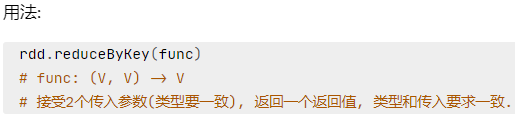 用法:
rdd.reduceByKey(func)
# func: (V, V) -> V
# 接受2个传入参数(类型要一致), 返回一个返回值, 类型和传入要求一致.